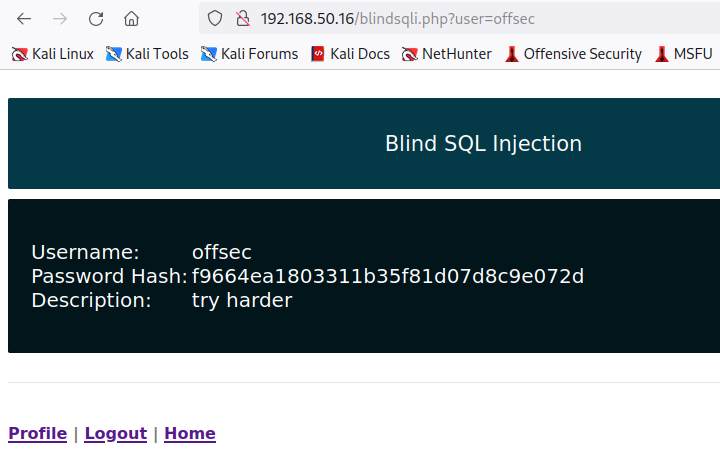 192.168.50.16/blindsqli.php?user=offsec
Kali Linux Kali Tools Kali Forums Kali Docs NetHunter Offensive Security MSFU
Blind SQL Injection
Username: offsec
Password Hash: f9664ea1803311b35f81d07d8c9e072d
Description: try harder
Profile | Logout | Home